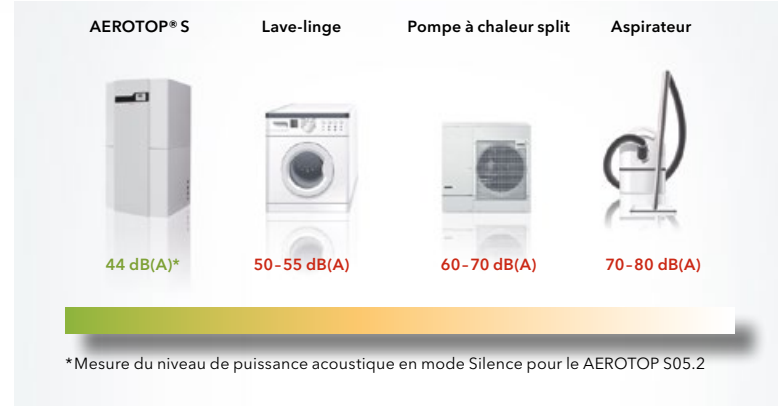 AEROTOP® S Lave-linge Pompe à chaleur split Aspirateur
44 dB(A)* 50–55 dB(A) 60–70 dB(A) 70–80 dB(A)
*Mesure du niveau de puissance acoustique en mode Silence pour le AEROTOP S05.2